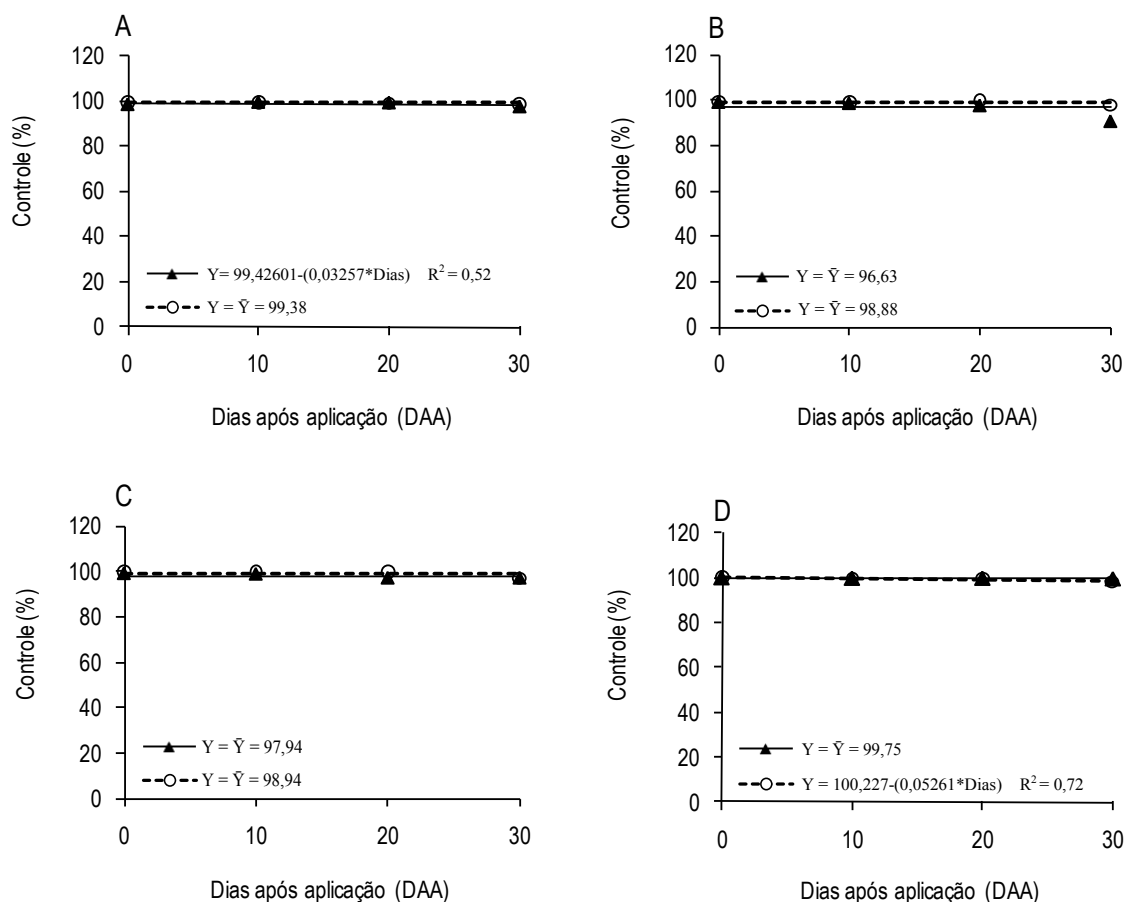 A
120
100
80
60
40
20
0
Controle (%)
Y= 99,42601-(0,03257*Dias) R² = 0,52
Y = Ȳ = 99,38
0 10 20 30
Dias após aplicação (DAA)
B
120
100
80
60
40
20
0
Controle (%)
Y = Ȳ = 96,63
Y = Ȳ = 98,88
0 10 20 30
Dias após aplicação (DAA)
C
120
100
80
60
40
20
0
Controle (%)
Y = Ȳ = 97,94
Y = Ȳ = 98,94
0 10 20 30
Dias após aplicação (DAA)
D
120
100
80
60
40
20
0
Controle (%)
Y = Ȳ = 99,75
Y = 100,227-(0,05261*Dias) R² = 0,72
0 10 20 30
Dias após aplicação (DAA)